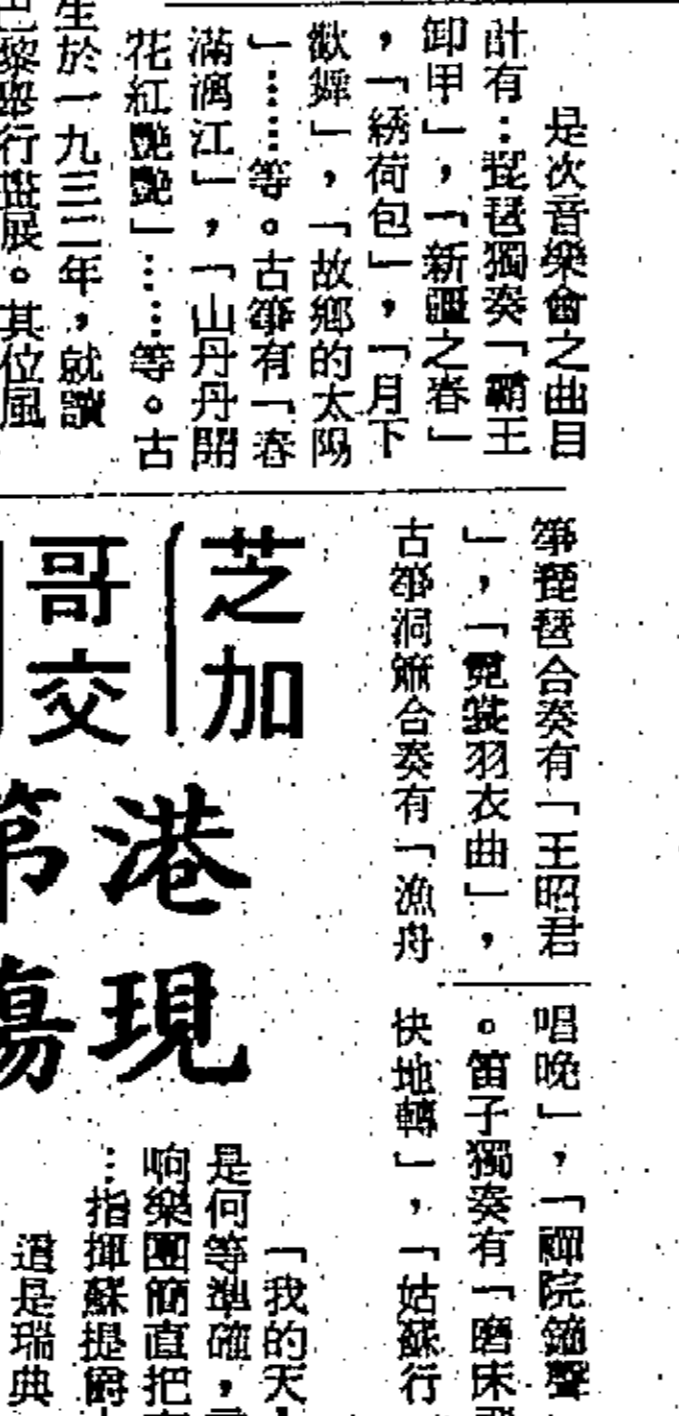 是次音樂會之曲目
計有：琵琶獨奏「霸王
卸甲」，「新疆之春」
，「綉荷包」，「月下
歡舞」，「故鄉的太陽
」……等。古箏有「春
滿漓江」，「山丹丹開
花紅艷艷」……等。古
箏琵琶合奏有「王昭君
」，「霓裳羽衣曲」，
古箏洞簫合奏有「漁舟
唱晚」，「禪院鐘聲
。笛子獨奏有「磨床
快地轉」，「姑蘇行
生於一九三三年，就讀
巴黎舉行畫展。其位風
芝加
哥交
港現
第
「我的天
是何等準確，
响樂團簡直把
…指揮蘇提爵
這是瑞典